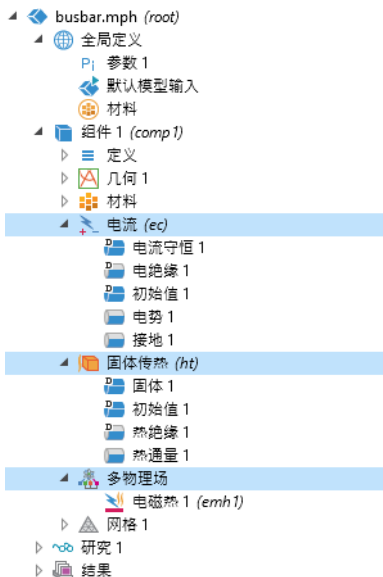 busbar.mph (root)
全局定义
Pi 参数 1
默认模型输入
材料
组件 1 (comp1)
定义
几何 1
材料
电流 (ec)
D 电流守恒 1
D 电绝缘 1
D 初始值 1
电势 1
接地 1
固体传热 (ht)
D 固体 1
D 初始值 1
D 热绝缘 1
热通量 1
多物理场
电磁热 1 (emh1)
网格 1
研究 1
结果